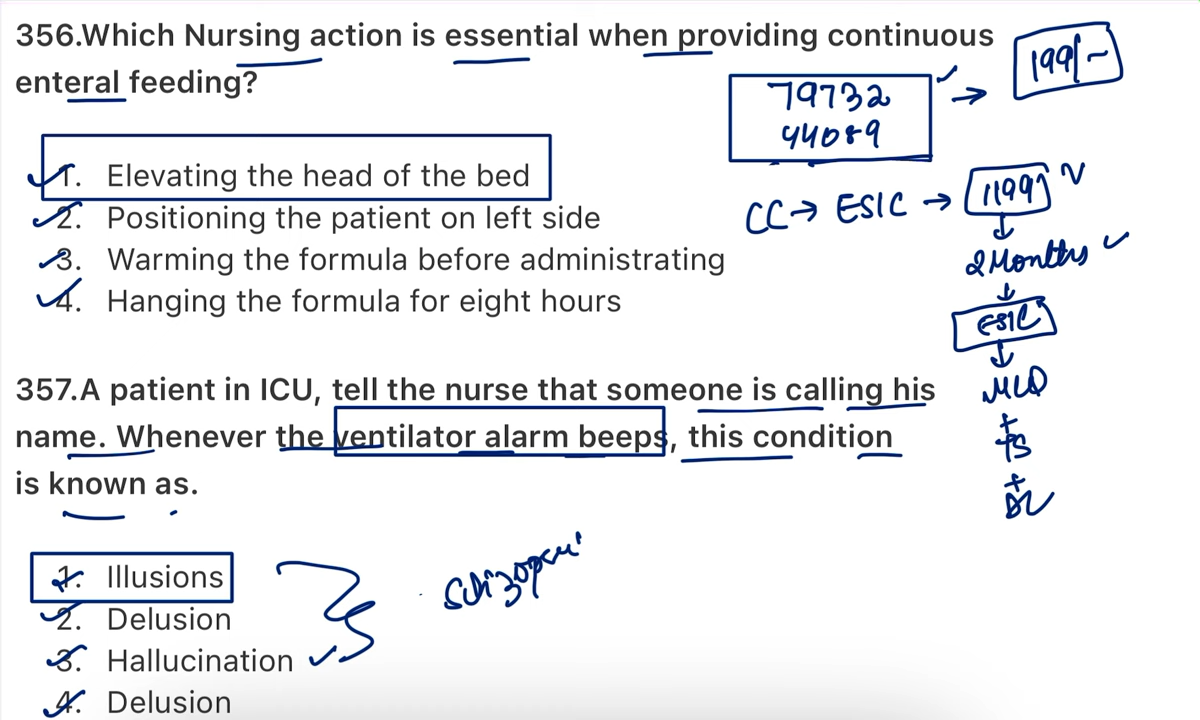 356.Which Nursing action is essential when providing continuous
enteral feeding?
199/-
79732
44089
1. Elevating the head of the bed
2. Positioning the patient on left side
3. Warming the formula before administrating
4. Hanging the formula for eight hours
CC → ESIC → 1199
2 Months
ESIC
MCQ
+
TS
+
357.A patient in ICU, tell the nurse that someone is calling his
name. Whenever the ventilator alarm beeps, this condition
is known as.
1. Illusions
2. Delusion
3. Hallucination
4. Delusion